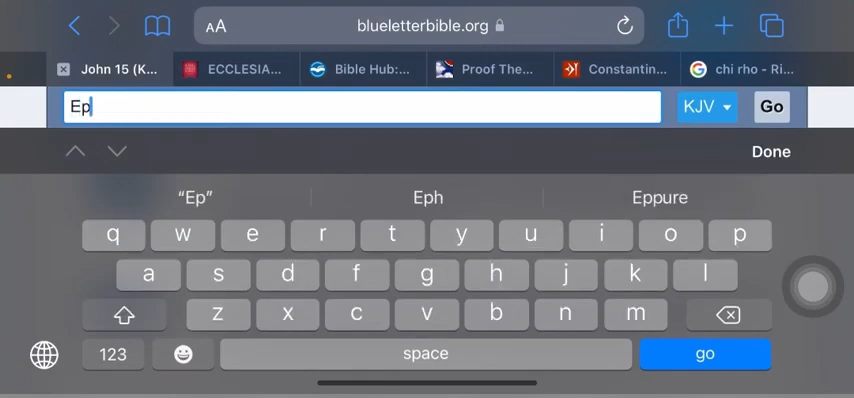 AA blueleetterbible.org
John 15 (K... ECCLESIA... Bible Hub:... Proof The... Constantin... chi rho - Ri...
Ep KJV Go
Done
“Ep” Eph Eppure
q w e r t y u i o p
a s d f g h j k l
z x c v b n m
123 space go